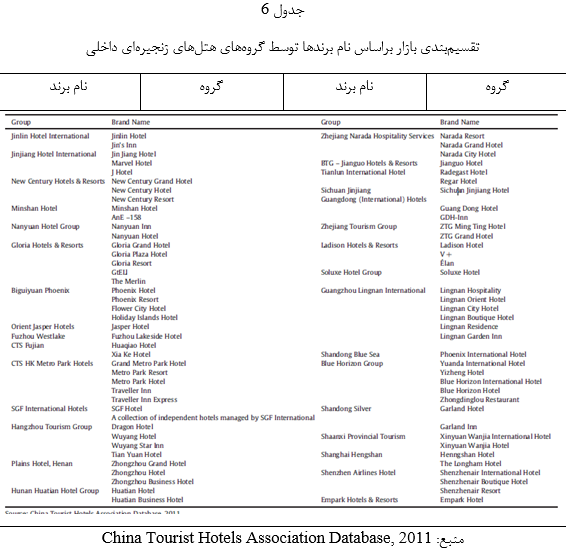 جدول 6
تقسیم‌بندی بازار براساس نام برندها توسط گروه‌های هتل‌های زنجیره‌ای داخلی
گروه نام برند گروه نام برند
Group Brand Name Group Brand Name
Jinlin Hotel International Jinlin Hotel Zhejiang Narada Hospitality Services Narada Resort
Jin's Inn Narada Grand Hotel
Jinjiang Hotel International Jin Jiang Hotel Narada City Hotel
Marvel Hotel BTG – Jianguo Hotels & Resorts Jianguo Hotel
J Hotel Tianlun International Hotel Radegast Hotel
New Century Hotels & Resorts New Century Grand Hotel Regar Hotel
New Century Hotel Sichuan Jinjiang Sichuan Jinjiang Hotel
New Century Resort Guangdong (International) Hotels
Minshan Hotel Minshan Hotel Guang Dong Hotel
AnE –158 GDH-Inn
Nanyuan Hotel Group Nanyuan Inn Zhejiang Tourism Group ZTG Ming Ting Hotel
Nanyuan Hotel ZTG Grand Hotel
Gloria Hotels & Resorts Gloria Grand Hotel Ladison Hotels & Resorts Ladison Hotel
Gloria Plaza Hotel V +
Gloria Resort Élan
GtELI Soluxe Hotel Group Soluxe Hotel
The Merlin
Biguiyuan Phoenix Phoenix Hotel Guangzhou Lingnan International Lingnan Hospitality
Phoenix Resort Lingnan Orient Hotel
Flower City Hotel Lingnan City Hotel
Holiday Islands Hotel Lingnan Boutique Hotel
Orient Jasper Hotels Jasper Hotel Lingnan Residence
Fuzhou Westlake Fuzhou Lakeside Hotel Lingnan Garden Inn
CTS Fujian Huaqiao Hotel
Xia Ke Hotel Shandong Blue Sea Phoenix International Hotel
CTS HK Metro Park Hotels Grand Metro Park Hotel Blue Horizon Group Yuanda International Hotel
Metro Park Resort Yizheng Hotel
Metro Park Hotel Blue Horizon International Hotel
Traveller Inn Blue Horizon Hotel
Traveller Inn Express Zhongdinglou Restaurant
SGF International Hotels SGF Hotel Shandong Silver Garland Hotel
A collection of independent hotels managed by SGF International
Hangzhou Tourism Group Dragon Hotel Garland Inn
Wuyang Hotel Shaanxi Provincial Tourism Xinyuan Wanjia International Hotel
Wuyang Star Inn Xinyuan Wanjia Hotel
Tian Yuan Hotel Shanghai Hengshan Henngshan Hotel
Plains Hotel, Henan Zhongzhou Grand Hotel The Longham Hotel
Zhongzhou Hotel Shenzhen Airlines Hotel Shenzhenair International Hotel
Zhongzhou Business Hotel Shenzhenair Boutique Hotel
Hunan Huatian Hotel Group Huatian Hotel Shenzhenair Resort
Huatian Business Hotel Empark Hotels & Resorts Empark Hotel
Source: China Tourist Hotels Association Database, 2011
منبع: China Tourist Hotels Association Database, 2011